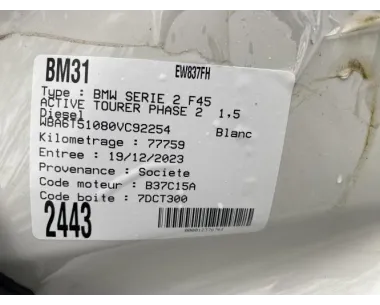 BM31 EW837FH
Type : BMW SERIE 2 F45
ACTIVE TOURER PHASE 2 1,5
Diesel
WBA6T51080VC92254 Blanc
Kilometrage : 77759
Entree : 19/12/2023
Provenance : Societe
Code moteur : B37C15A
Code boite : 7DCT300
2443